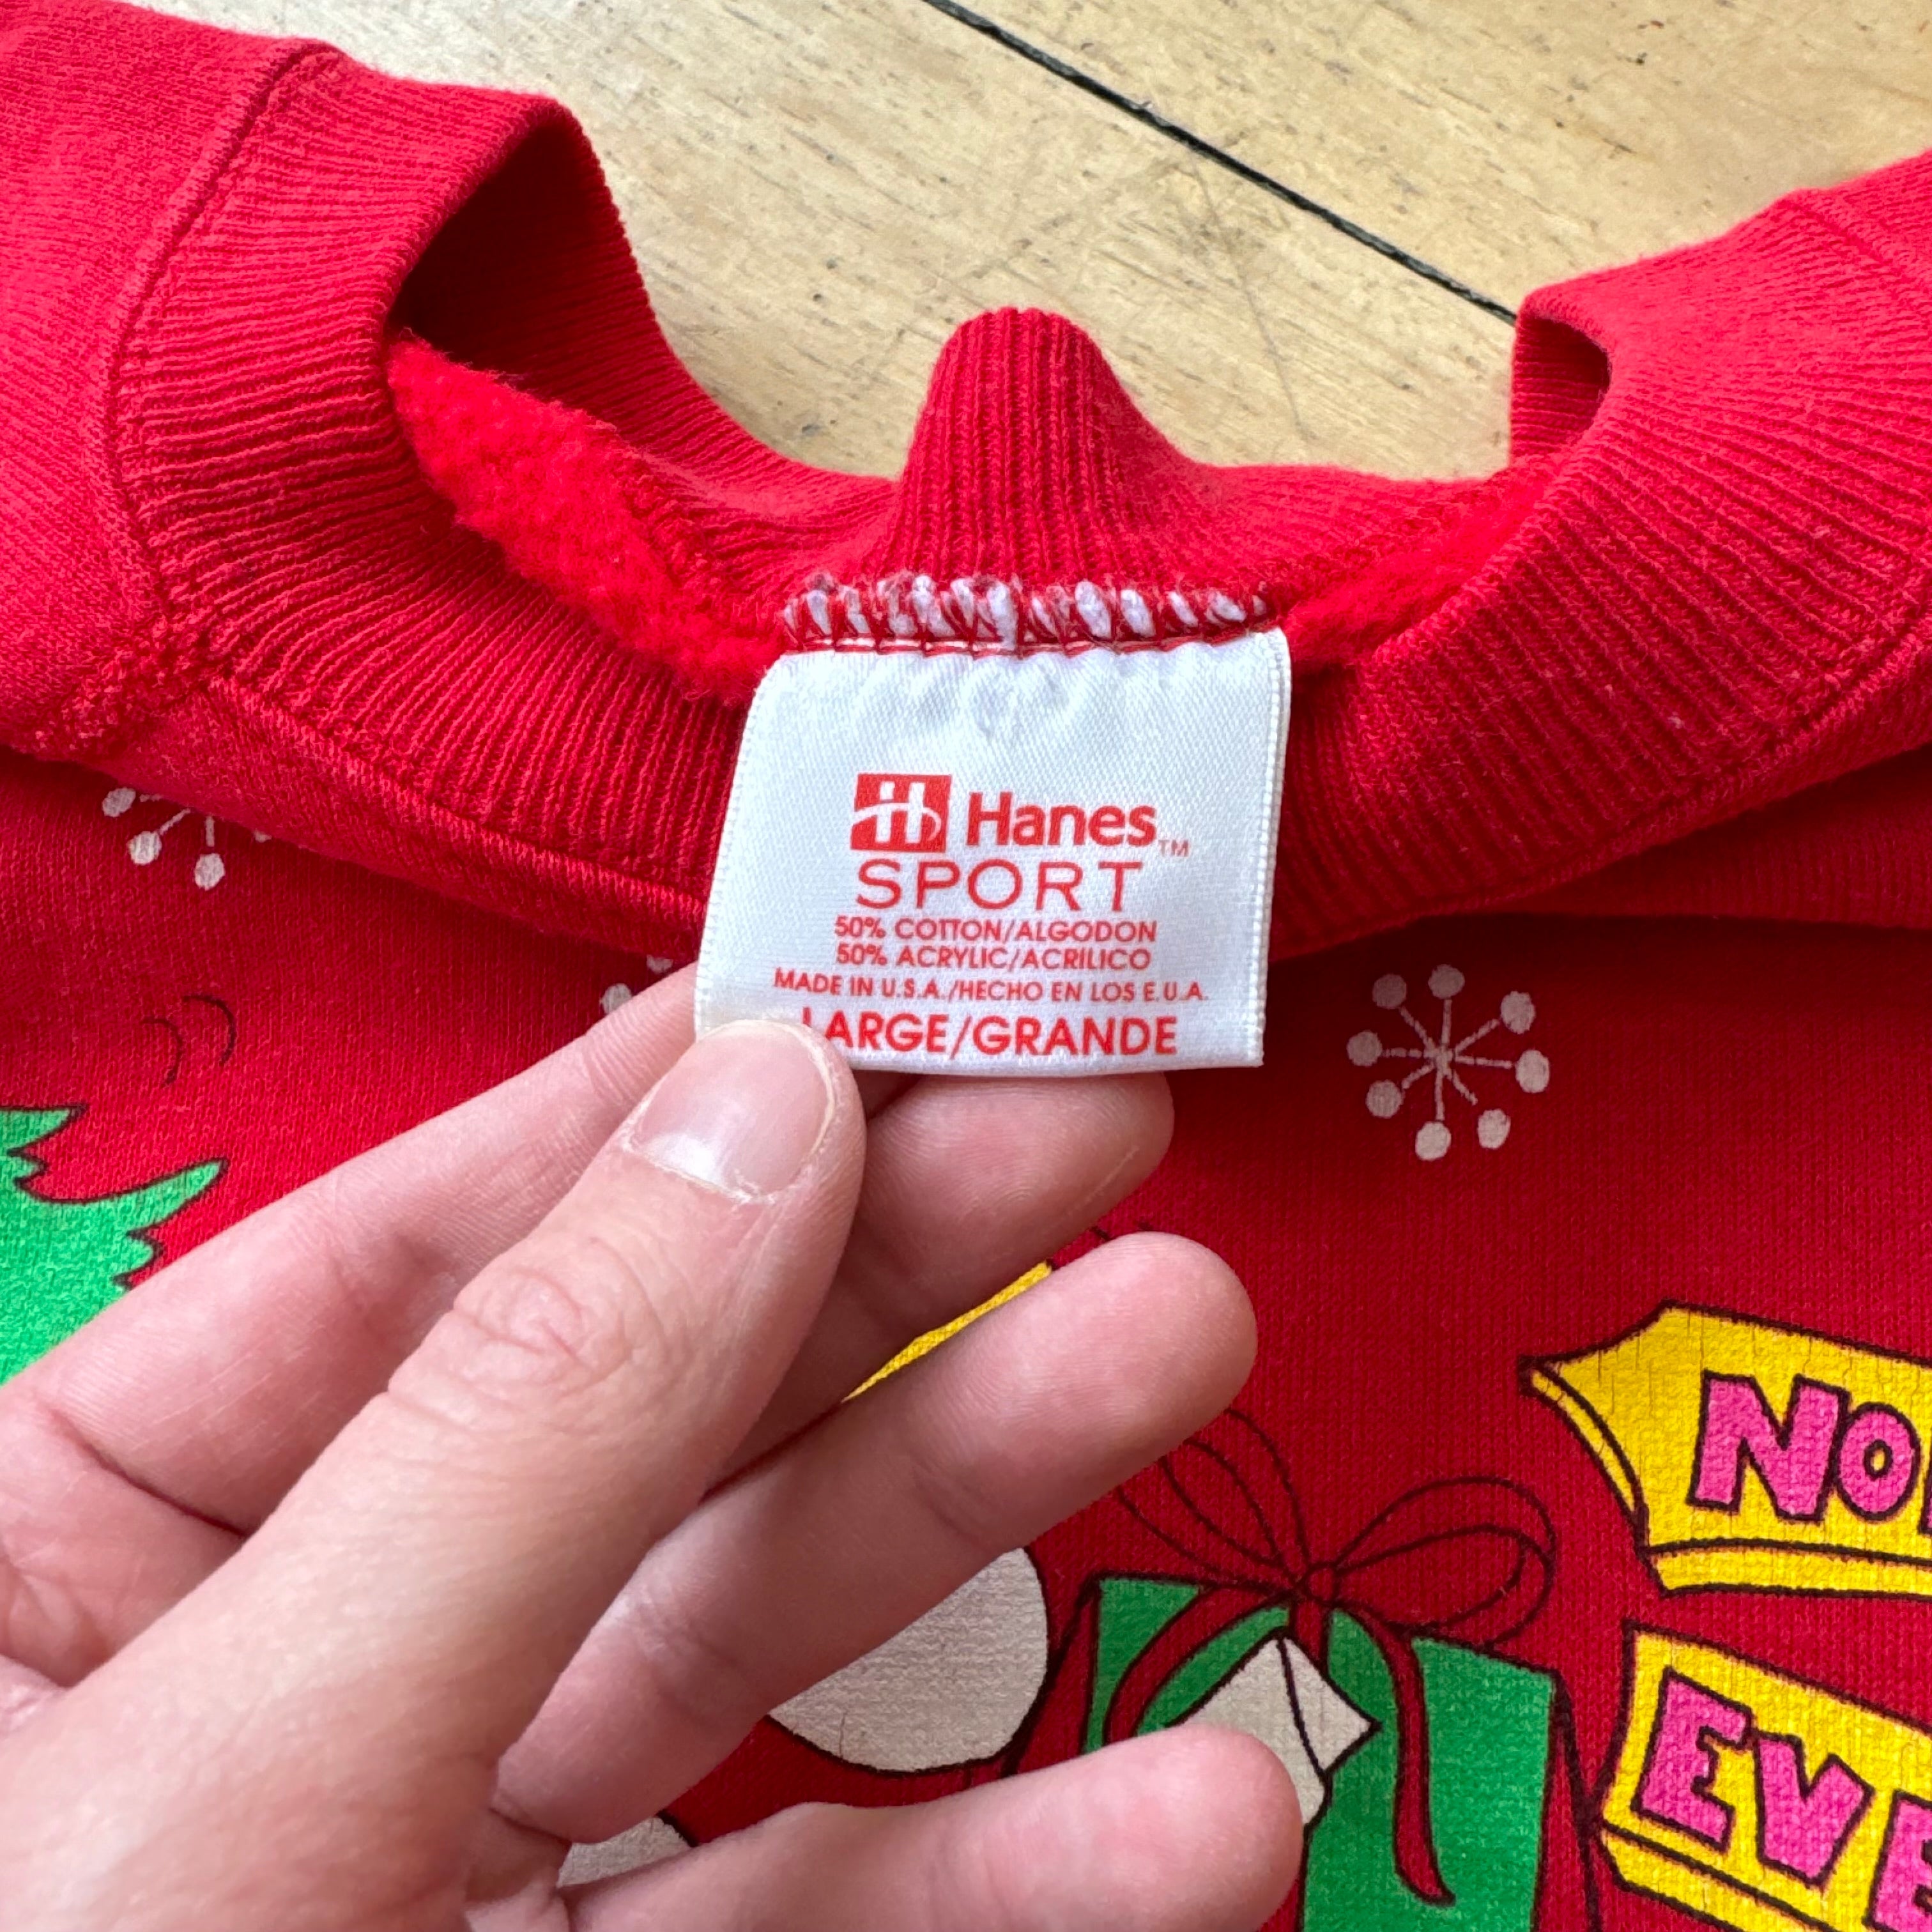 Hanes™
SPORT
50% COTTON/ALGODON
50% ACRYLIC/ACRILICO
MADE IN U.S.A./HECHO EN LOS E.U.A.
LARGE/GRANDE